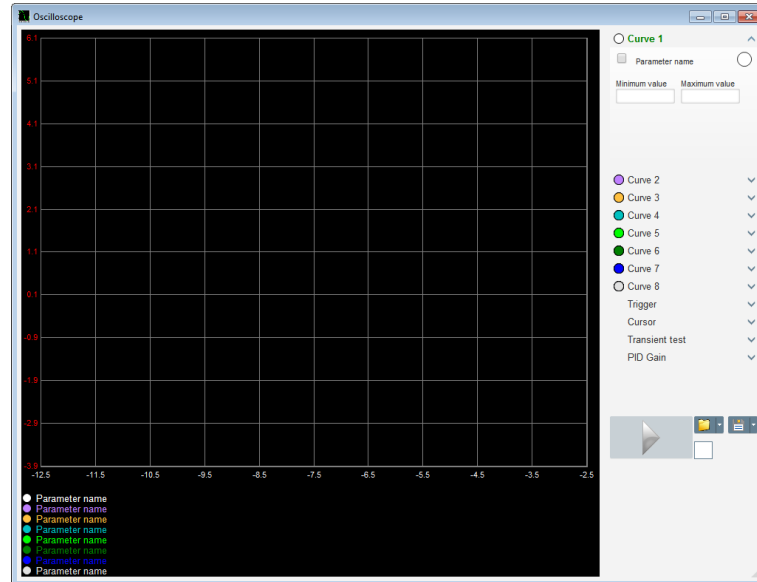 Oscilloscope
6.1
5.1
4.1
3.1
2.1
1.1
0.1
-0.9
-1.9
-2.9
-3.9
-12.5 -11.5 -10.5 -9.5 -8.5 -7.5 -6.5 -5.5 -4.5 -3.5 -2.5
Parameter name
Parameter name
Parameter name
Parameter name
Parameter name
Parameter name
Parameter name
Parameter name
Curve 1
Parameter name
Minimum value Maximum value
Curve 2
Curve 3
Curve 4
Curve 5
Curve 6
Curve 7
Curve 8
Trigger
Cursor
Transient test
PID Gain